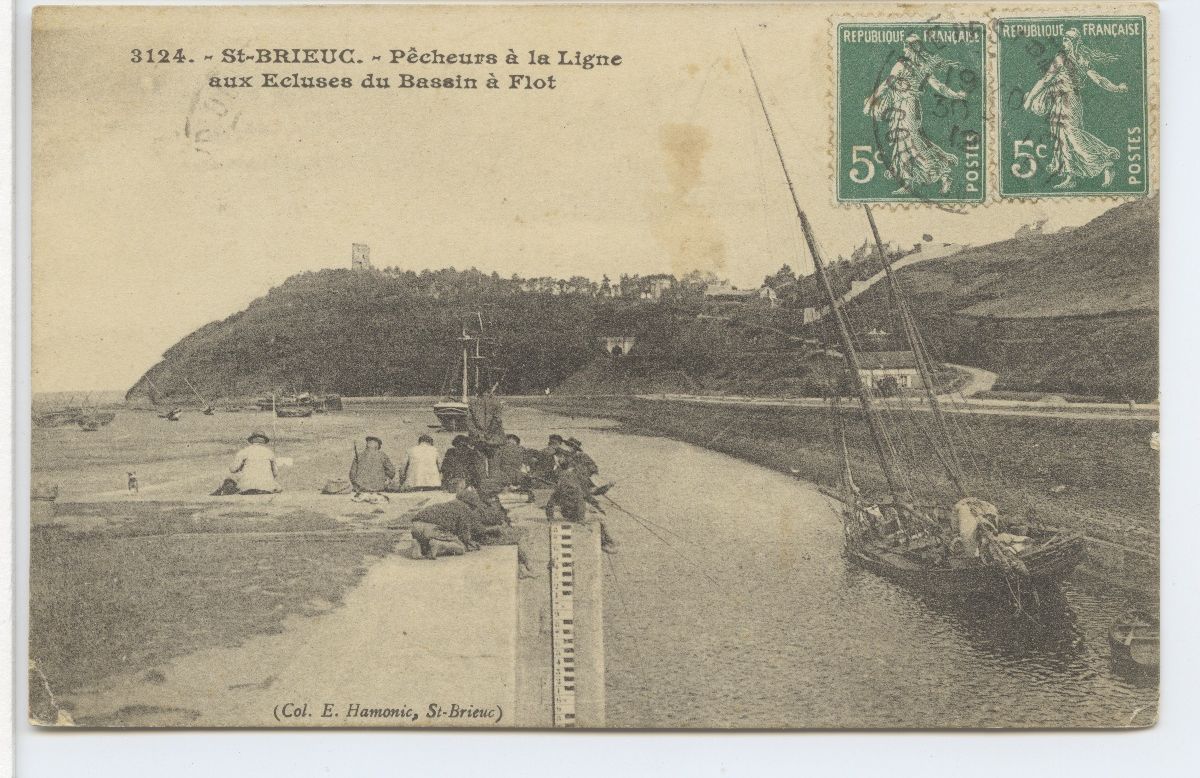 3124. - St-BRIEUC. - Pêcheurs à la Ligne
aux Ecluses du Bassin à Flot
REPUBLIQUE FRANÇAISE
5c
POSTES
REPUBLIQUE FRANÇAISE
5c
POSTES
(Col. E. Hamonic, St-Brieuc)